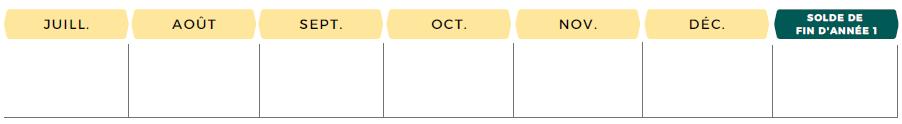 JUILL. AOÛT SEPT. OCT. NOV. DÉC. SOLDE DE
FIN D'ANNÉE 1